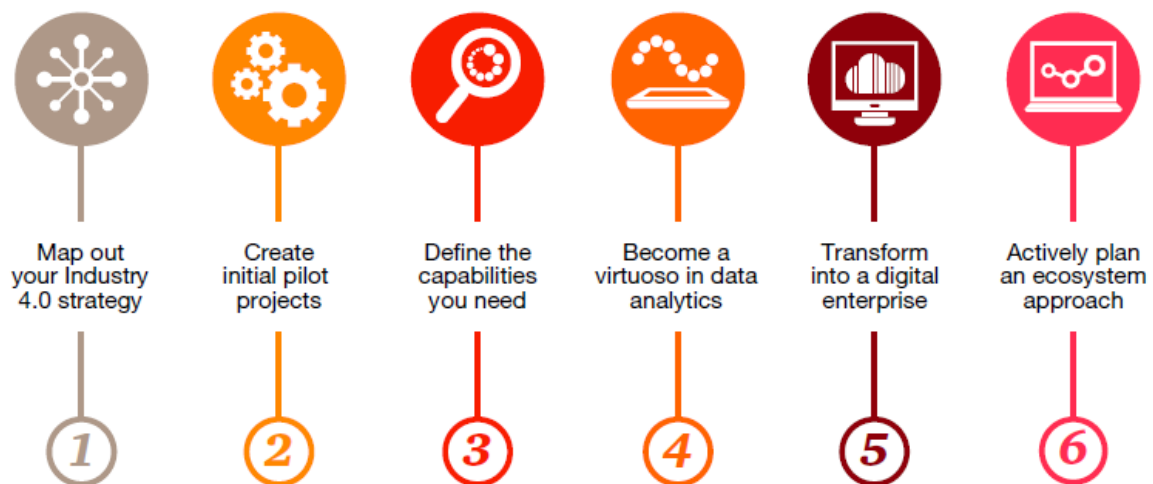 Map out
your Industry
4.0 strategy
Create
initial pilot
projects
Define the
capabilities
you need
Become a
virtuoso in data
analytics
Transform
into a digital
enterprise
Actively plan
an ecosystem
approach
1
2
3
4
5
6